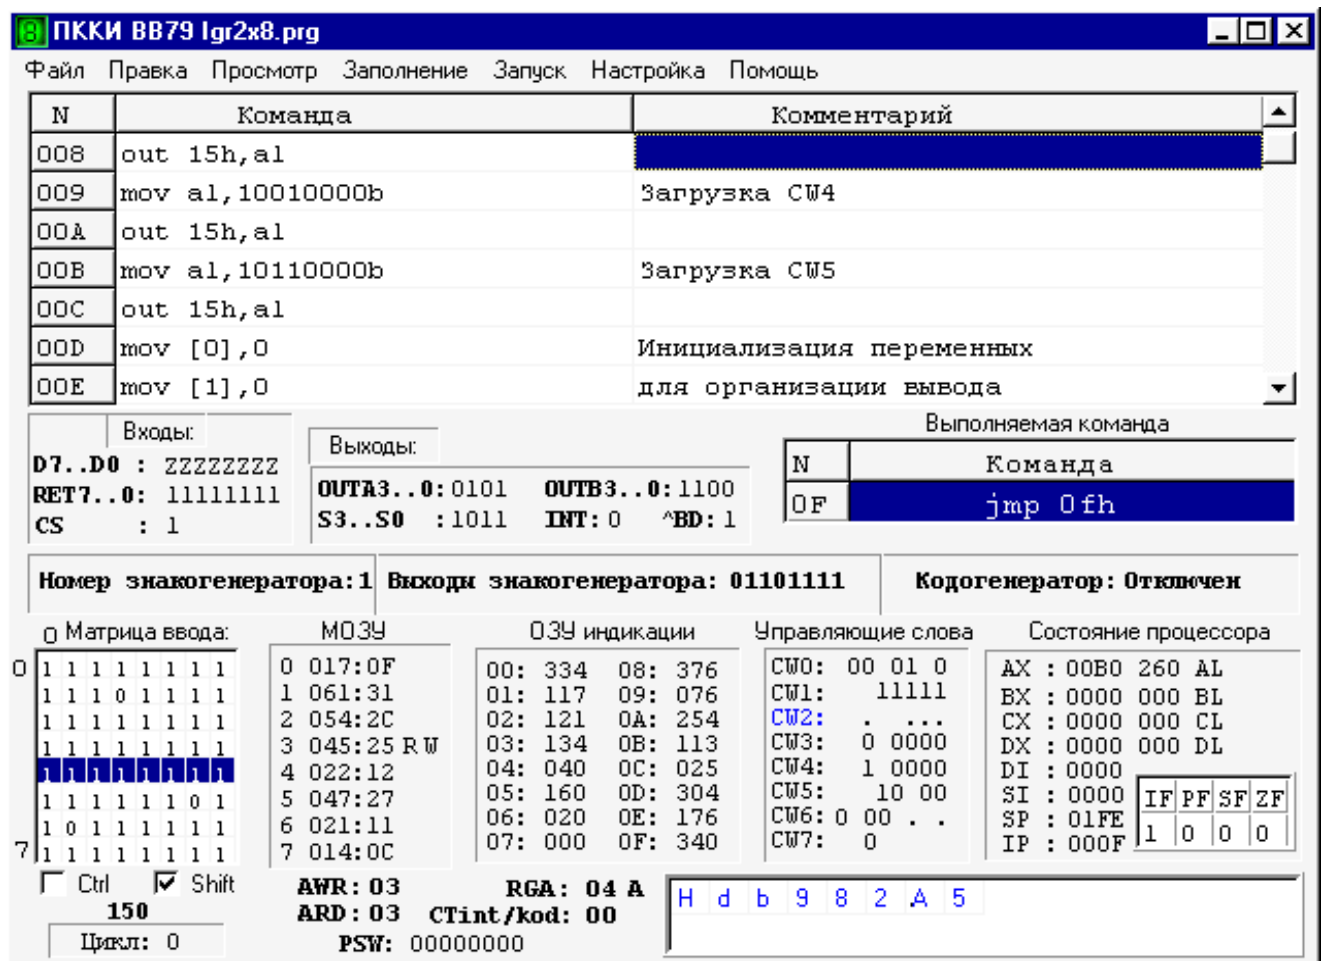 ПККИ ВВ79 lgr2x8.prg
Файл Правка Просмотр Заполнение Запуск Настройка Помощь
N Команда Комментарий
008 out 15h,al
009 mov al,10010000b Загрузка CW4
00A out 15h,al
00B mov al,10110000b Загрузка CW5
00C out 15h,al
00D mov [0],0 Инициализация переменных
00E mov [1],0 для организации вывода
Входы:
D7..D0 : ZZZZZZZZ
RET7..0: 11111111
CS : 1
Выходы:
OUTA3..0:0101 OUTB3..0:1100
S3..S0 :1011 INT:0 ^BD:1
Выполняемая команда
N Команда
0F jmp 0fh
Номер знакогенератора:1 Выходы знакогенератора: 01101111 Кодогенератор: Отключен
0 Матрица ввода:
0 1 1 1 1 1 1 1 1
1 1 1 0 1 1 1 1
1 1 1 1 1 1 1 1
1 1 1 1 1 1 1 1
1 1 1 1 1 1 1 1
1 1 1 1 1 1 0 1
1 0 1 1 1 1 1 1
7 1 1 1 1 1 1 1 1
Ctrl Shift
150
Цикл: 0
МОЗУ
0 017:0F
1 061:31
2 054:2C
3 045:25 R W
4 022:12
5 047:27
6 021:11
7 014:0C
ОЗУ индикации
00: 334 08: 376
01: 117 09: 076
02: 121 0A: 254
03: 134 0B: 113
04: 040 0C: 025
05: 160 0D: 304
06: 020 0E: 176
07: 000 0F: 340
Управляющие слова
CW0: 00 01 0
CW1: 11111
CW2: . ...
CW3: 0 0000
CW4: 1 0000
CW5: 10 00
CW6: 0 00 . .
CW7: 0
Состояние процессора
AX : 00B0 260 AL
BX : 0000 000 BL
CX : 0000 000 CL
DX : 0000 000 DL
DI : 0000
SI : 0000
SP : 01FE
IP : 000F
IF PF SF ZF
1 0 0 0
AWR: 03 RGA: 04 A
ARD: 03 CTint/kod: 00
PSW: 00000000
H d b 9 8 2 .A 5